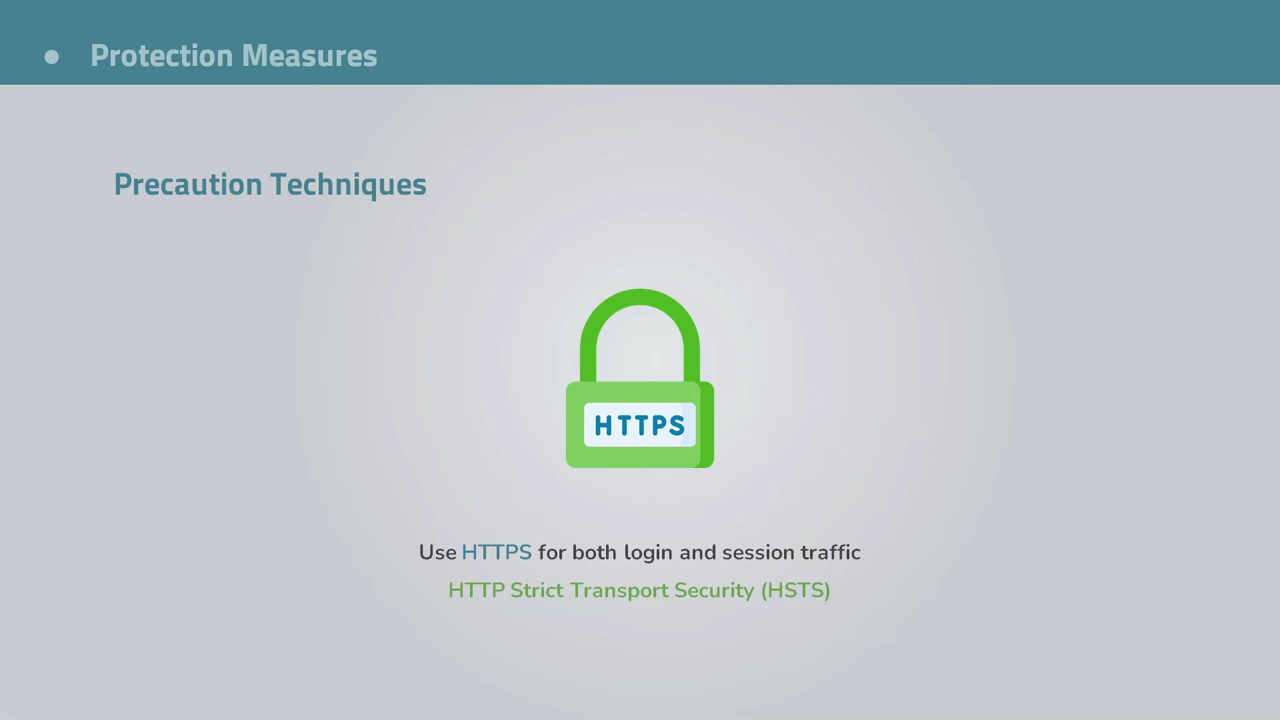 Protection Measures
Precaution Techniques
HTTPS
Use HTTPS for both login and session traffic
HTTP Strict Transport Security (HSTS)